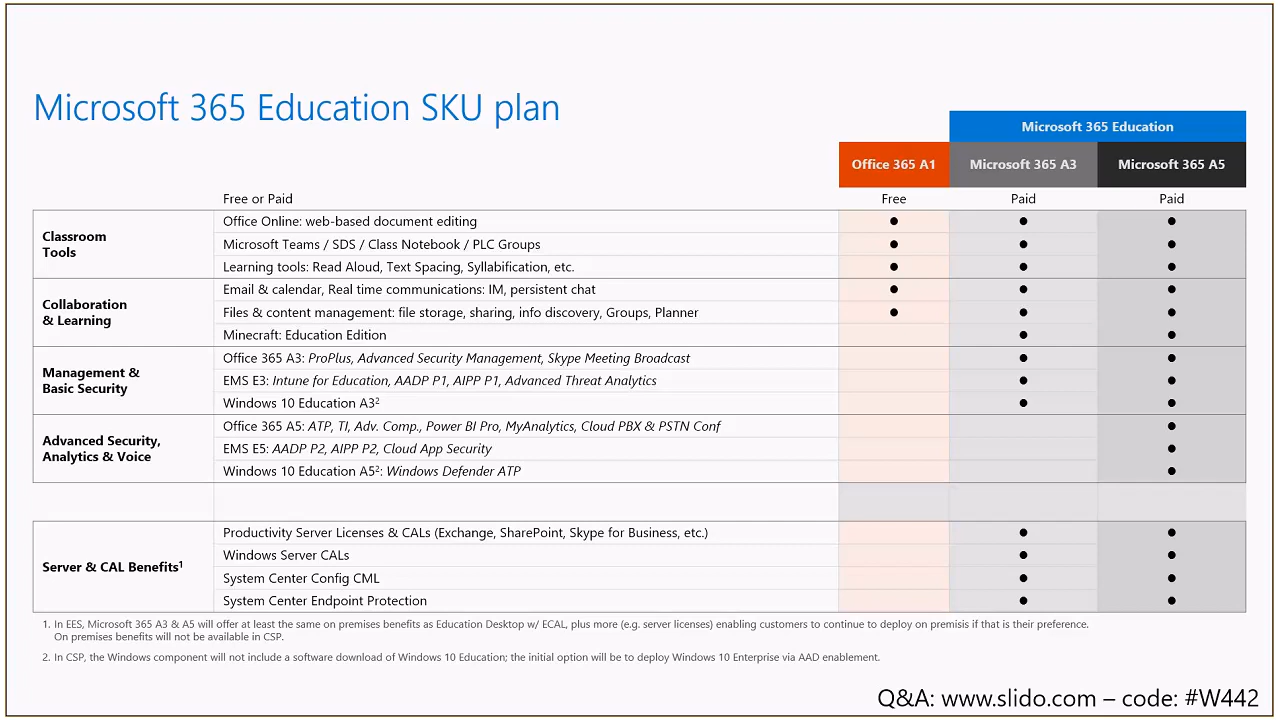 Microsoft 365 Education SKU plan
Microsoft 365 Education
Office 365 A1 Microsoft 365 A3 Microsoft 365 A5
Free or Paid Free Paid Paid
Classroom
Tools
Office Online: web-based document editing ● ● ●
Microsoft Teams / SDS / Class Notebook / PLC Groups ● ● ●
Learning tools: Read Aloud, Text Spacing, Syllabification, etc. ● ● ●
Collaboration
& Learning
Email & calendar, Real time communications: IM, persistent chat ● ● ●
Files & content management: file storage, sharing, info discovery, Groups, Planner ● ● ●
Minecraft: Education Edition ● ●
Management &
Basic Security
Office 365 A3: ProPlus, Advanced Security Management, Skype Meeting Broadcast ● ●
EMS E3: Intune for Education, AADP P1, AIPP P1, Advanced Threat Analytics ● ●
Windows 10 Education A3² ● ●
Advanced Security,
Analytics & Voice
Office 365 A5: ATP, TI, Adv. Comp., Power BI Pro, MyAnalytics, Cloud PBX & PSTN Conf ●
EMS E5: AADP P2, AIPP P2, Cloud App Security ●
Windows 10 Education A5²: Windows Defender ATP ●
Server & CAL Benefits¹
Productivity Server Licenses & CALs (Exchange, SharePoint, Skype for Business, etc.) ● ●
Windows Server CALs ● ●
System Center Config CML ● ●
System Center Endpoint Protection ● ●
1. In EES, Microsoft 365 A3 & A5 will offer at least the same on premises benefits as Education Desktop w/ ECAL, plus more (e.g. server licenses) enabling customers to continue to deploy on premisis if that is their preference.
On premises benefits will not be available in CSP.
2. In CSP, the Windows component will not include a software download of Windows 10 Education; the initial option will be to deploy Windows 10 Enterprise via AAD enablement.
Q&A: www.slido.com – code: #W442